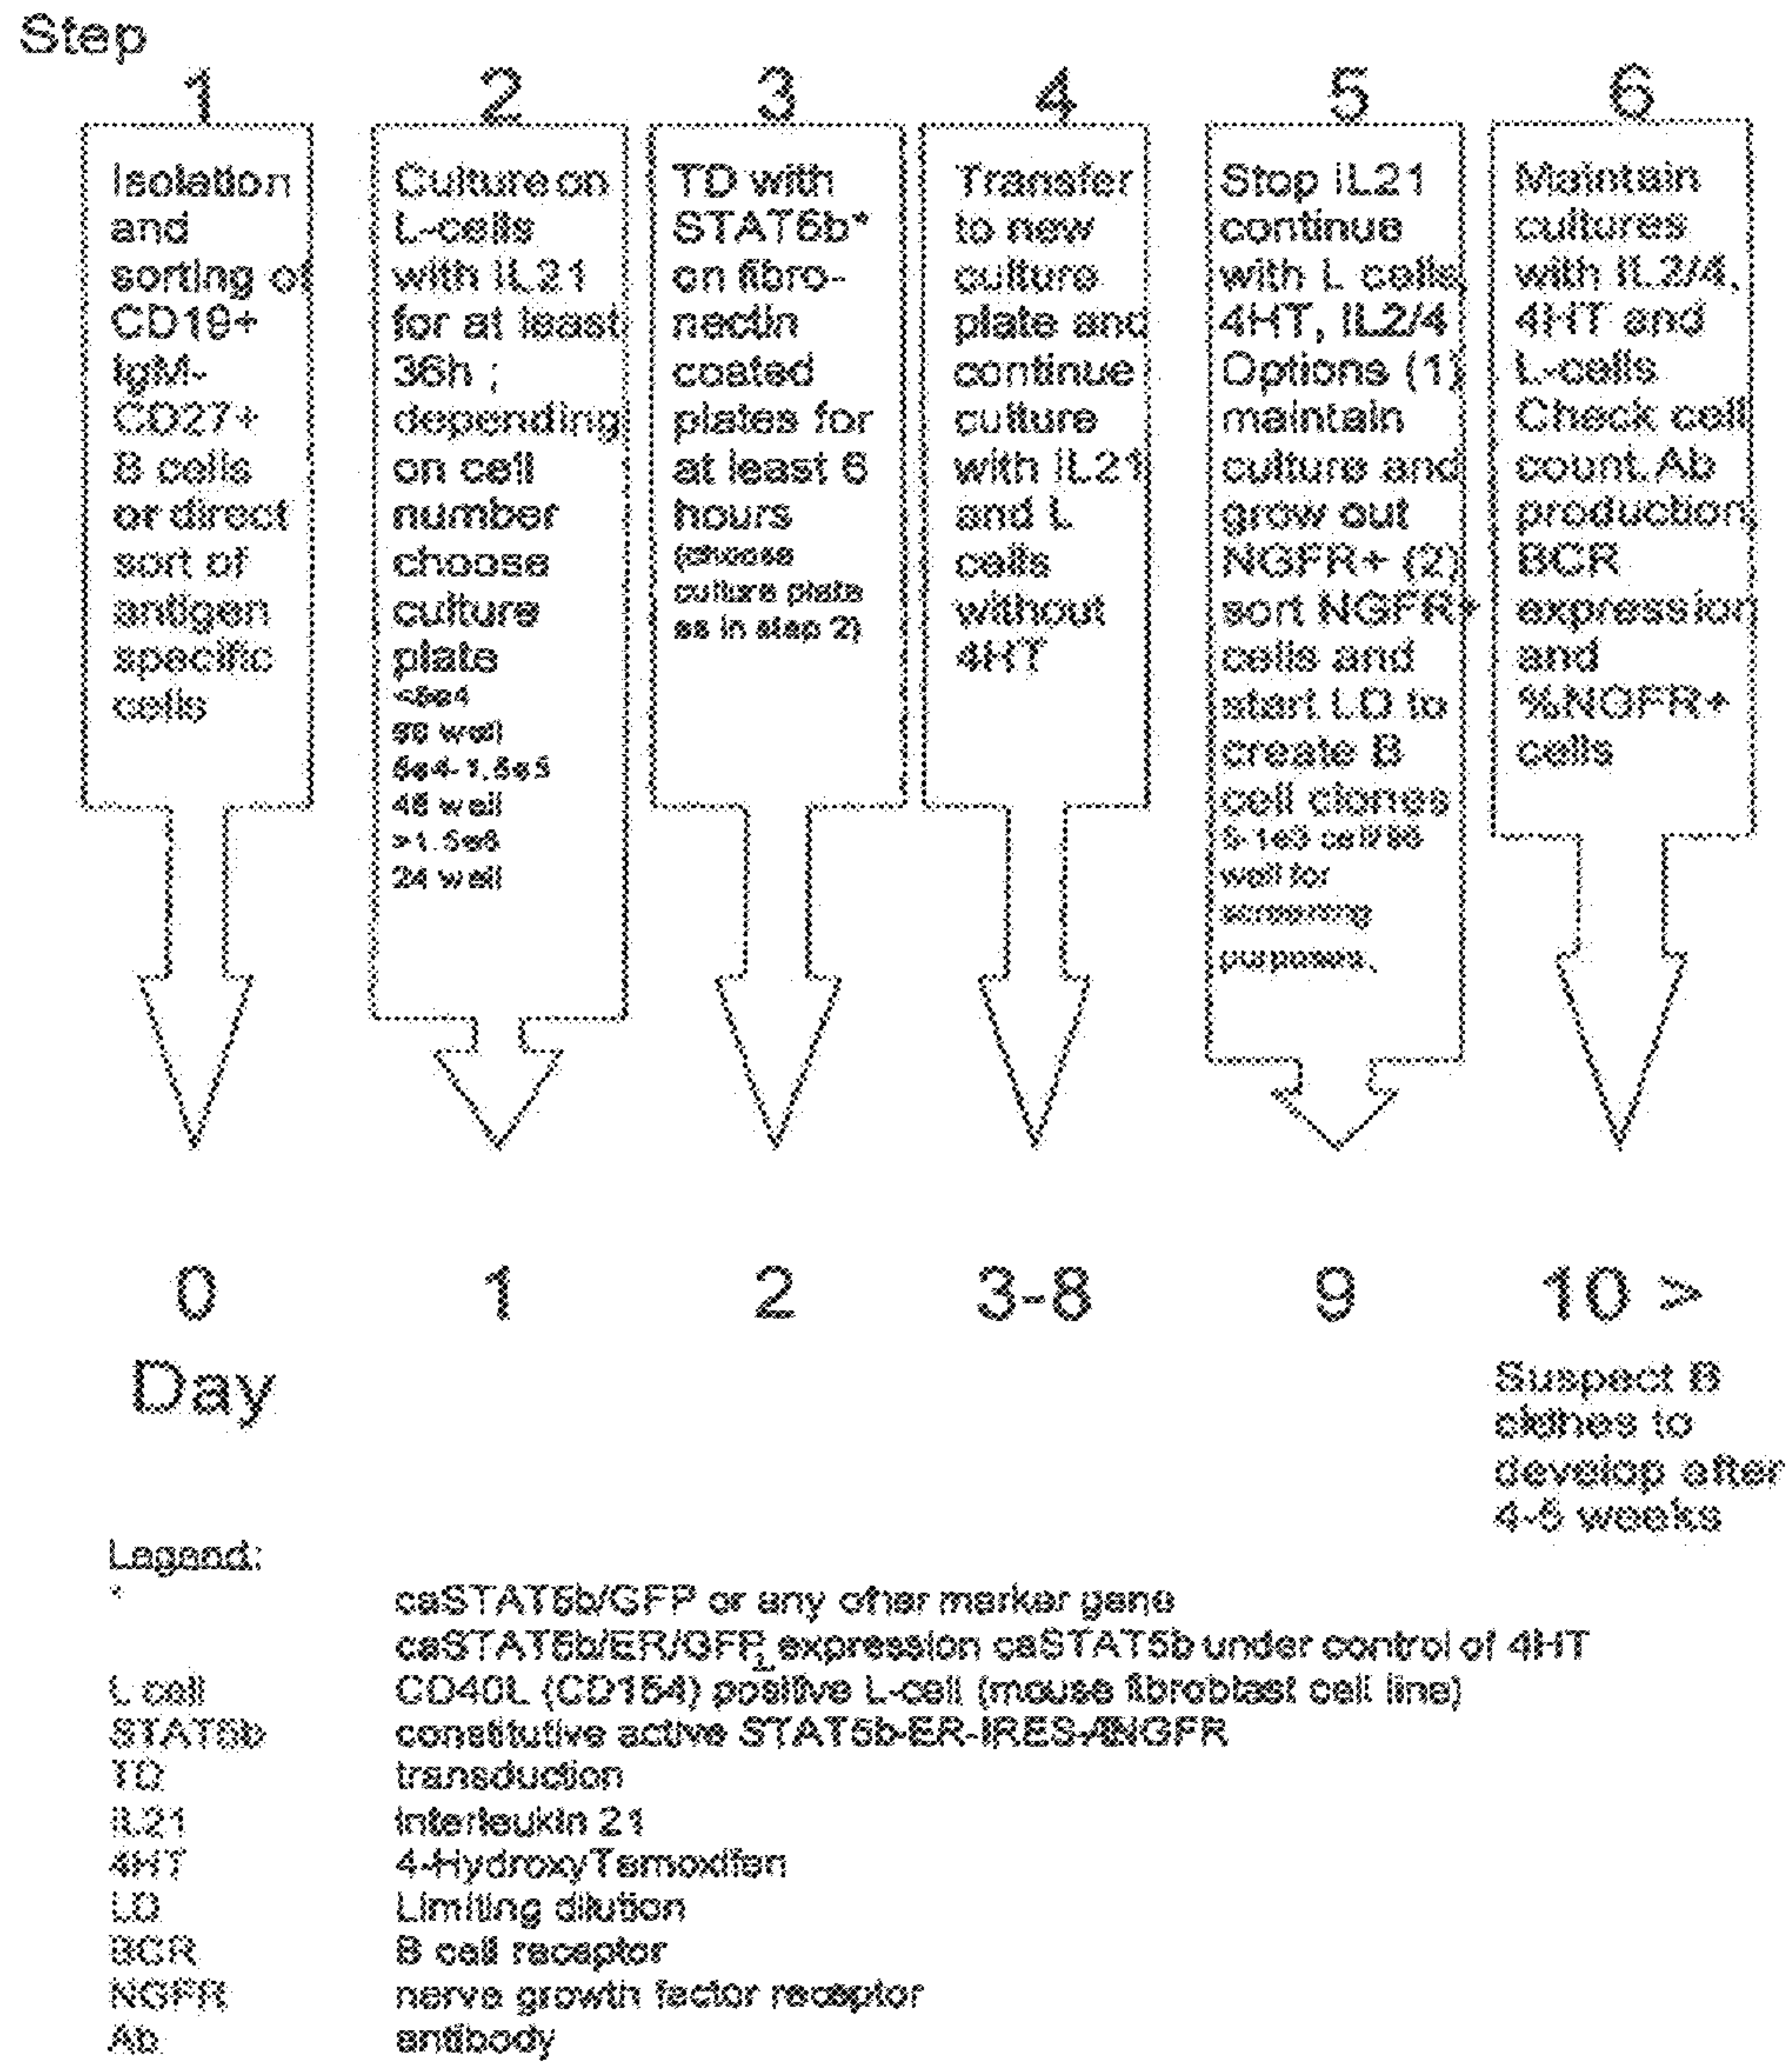 Step
1
Isolation
and
sorting of
CD19+
IgM-
CD27+
B cells
or direct
sort of
antigen
specific
cells
2
Culture on
L-cells
with IL21
for at least
36h ;
depending
on cell
number
choose
culture
plate
<5e4
96 well
5e4-1.5e5
48 well
24 well
3
TD with
on fibro-
nectin
coated
plates for
at least 6
hours
(choose
culture plate
as in step 2)
4
Transfer
to new
culture
plate and
continue
culture
with IL21
and L
cells
without
4HT
5
Stop IL21
continue
with L cells,
4HT, IL2/4
Options (1)
maintain
culture and
grow out
NGFR+ (2)
sort NGFR+
cells and
start LD to
create B
cell clones
well for
screening
purposes.
6
Maintain
cultures
with IL2/4,
4HT and
L-cells.
Check cell
count, Ab
production,
BCR
expression
and
%NGFR+
cells
0 1 2 3-8 9 10 >
Day
Suspect B
clones to
develop after
weeks
Legend:
* caSTAT5b/GFP or any other marker gene
caSTAT5b/ER/GFP, expression caSTAT5b under control of 4HT
L cell CD40L (CD154) positive L-cell (mouse fibroblast cell line)
STAT5b constitutive active STAT5b-ER-IRES-ΔNGFR
TD transduction
IL21 interleukin 21
4HT 4-HydroxyTamoxifen
LD Limiting dilution
BCR B cell receptor
NGFR nerve growth factor receptor
Ab antibody